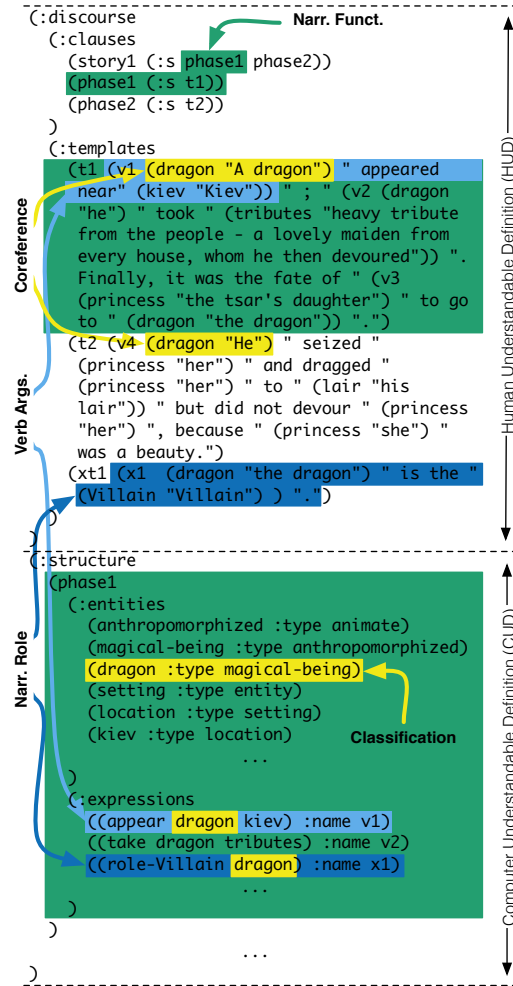 (:discourse
Narr. Funct.
(:clauses
(story1 (:s phase1 phase2))
(phase1 (:s t1))
(phase2 (:s t2))
)
(:templates
(t1 (v1 (dragon "A dragon") " appeared
near" (kiev "Kiev")) " ; " (v2 (dragon
"he") " took " (tributes "heavy tribute
from the people - a lovely maiden from
every house, whom he then devoured")) ".
Finally, it was the fate of " (v3
(princess "the tsar's daughter") " to go
to " (dragon "the dragon")) ".")
(t2 (v4 (dragon "He") " seized "
(princess "her") " and dragged "
(princess "her") " to " (lair "his
lair")) " but did not devour " (princess
"her") ", because " (princess "she") "
was a beauty.")
(xt1 (x1 (dragon "the dragon") " is the "
(Villain "Villain") ) ".")
)
)
(:structure
(phase1
(:entities
(anthropomorphized :type animate)
(magical-being :type anthropomorphized)
(dragon :type magical-being)
(setting :type entity)
(location :type setting)
(kiev :type location)
Classification
...
)
(:expressions
((appear dragon kiev) :name v1)
((take dragon tributes) :name v2)
((role-Villain dragon) :name x1)
...
)
)
...
)
Coreference
Verb Args.
Narr. Role
Human Understandable Definition (HUD)
Computer Understandable Definition (CUD)